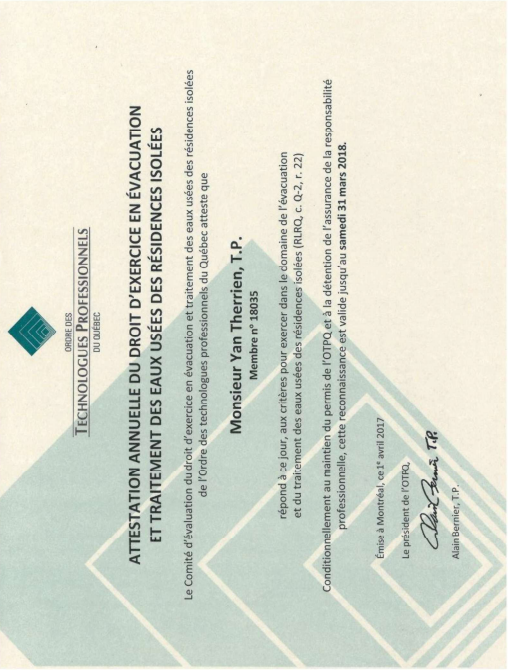 ORDRE DES
TECHNOLOGUES PROFESSIONNELS
DU QUÉBEC
ATTESTATION ANNUELLE DU DROIT D'EXERCICE EN ÉVACUATION
ET TRAITEMENT DES EAUX USÉES DES RÉSIDENCES ISOLÉES
Le Comité d'évaluation du droit d'exercice en évacuation et traitement des eaux usées des résidences isolées
de l'Ordre des technologues professionnels du Québec atteste que
Monsieur Yan Therrien, T.P.
Membre n° 18035
répond à ce jour, aux critères pour exercer dans le domaine de l'évacuation
et du traitement des eaux usées des résidences isolées (RLRQ, c. Q-2, r. 22)
Conditionnellement au maintien du permis de l'OTPQ et à la détention de l'assurance de la responsabilité
professionnelle, cette reconnaissance est valide jusqu'au samedi 31 mars 2018.
Émise à Montréal, ce 1er avril 2017
Le président de l'OTPQ,
Alain Bernier T.P.
Alain Bernier, T.P.